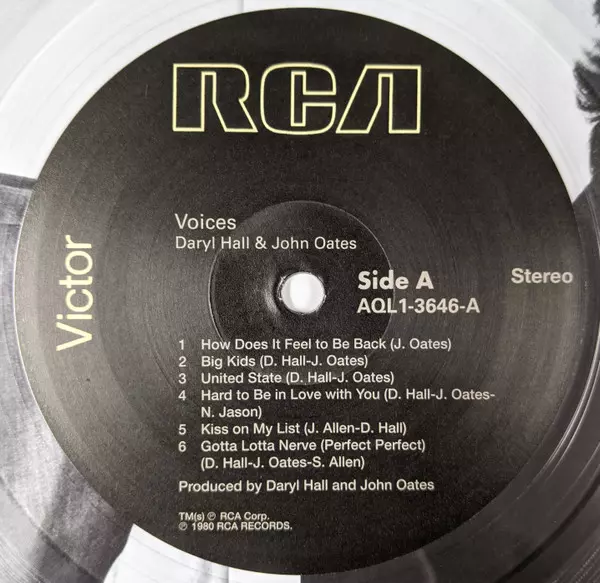 RCA
Victor
Voices
Daryl Hall & John Oates
Side A
AQL1-3646-A
Stereo
1 How Does It Feel to Be Back (J. Oates)
2 Big Kids (D. Hall-J. Oates)
3 United State (D. Hall-J. Oates)
4 Hard to Be in Love with You (D. Hall-J. Oates-
N. Jason)
5 Kiss on My List (J. Allen-D. Hall)
6 Gotta Lotta Nerve (Perfect Perfect)
(D. Hall-J. Oates-S. Allen)
Produced by Daryl Hall and John Oates
TM(s) ℗ RCA Corp.
℗ 1980 RCA RECORDS.